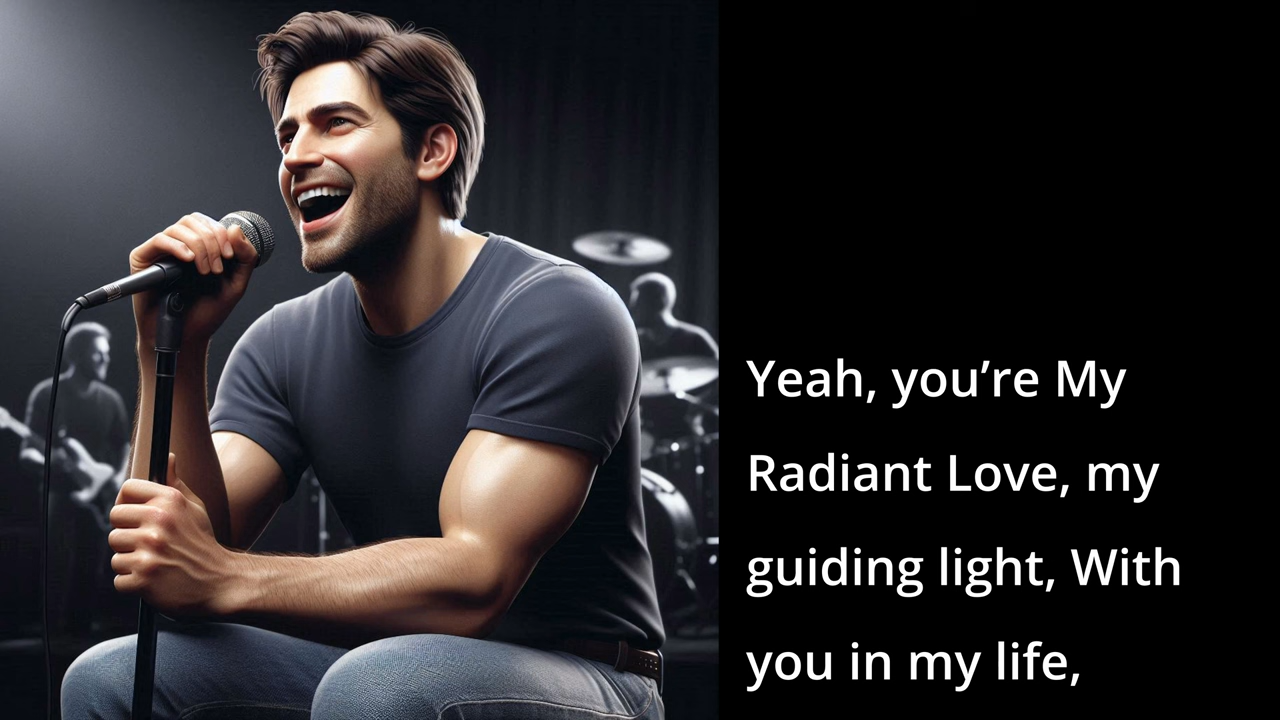 Yeah, you’re My
Radiant Love, my
guiding light, With
you in my life,